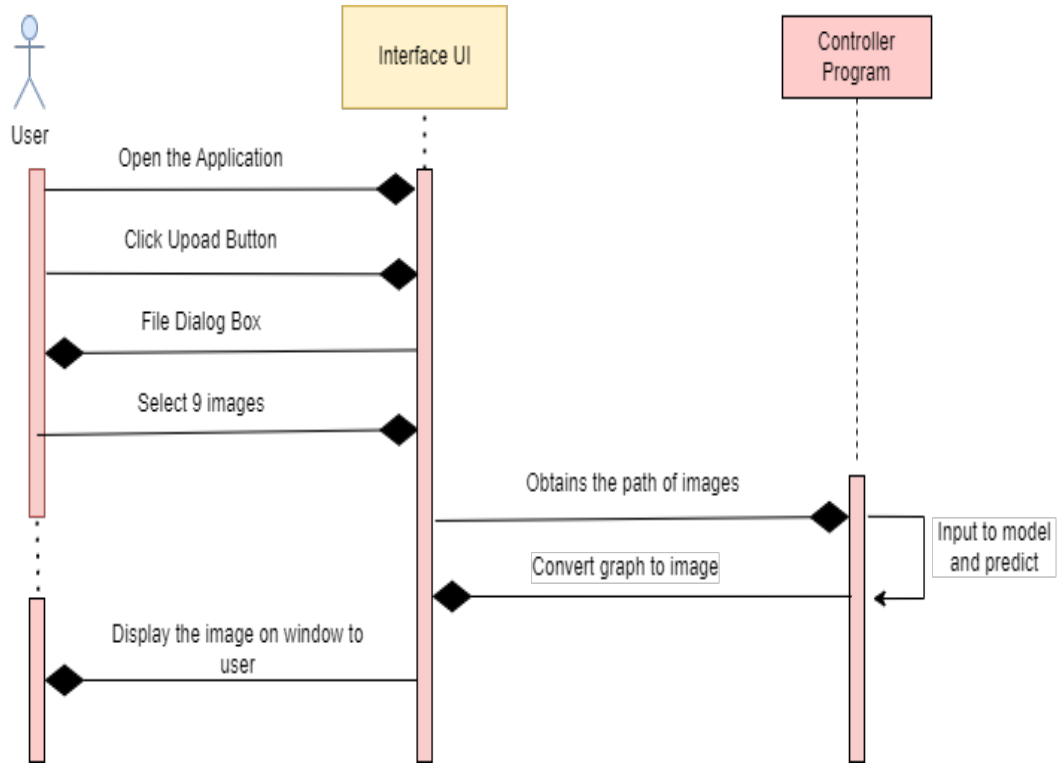 Interface UI
Controller
Program
User
Open the Application
Click Upoad Button
File Dialog Box
Select 9 images
Obtains the path of images
Input to model
and predict
Convert graph to image
Display the image on window to
user